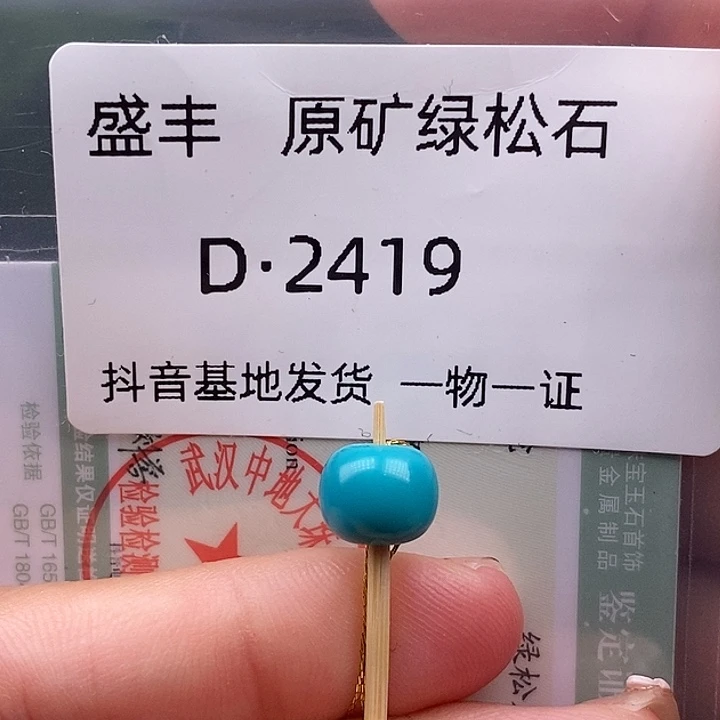 盛丰 原矿绿松石
D·2419
抖音基地发货 一物一证
武汉中地大珠
检验检测
检验依据
GB/T 165
GB/T 180
宝玉石首饰
金属制品
鉴定
绿松